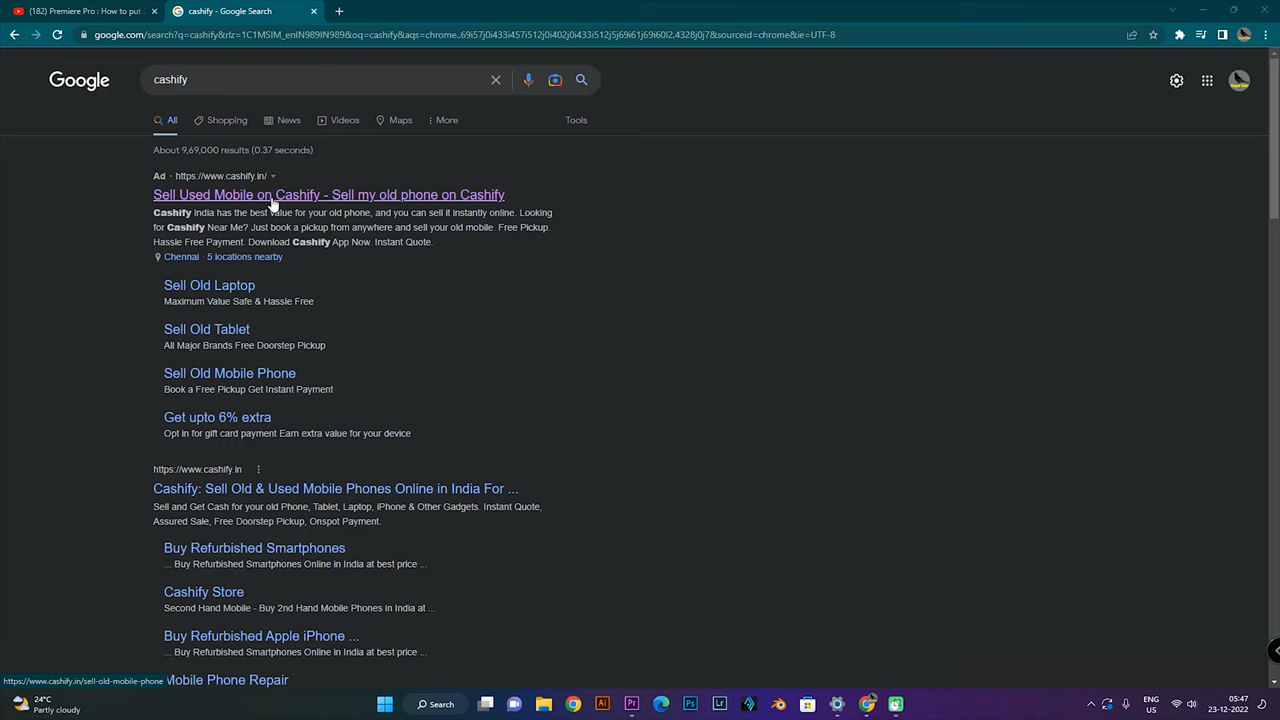 (182) Premiere Pro : How to put
cashify - Google Search
google.com/search?q=cashify&rlz=1C1MSIM_enIN989IN989&oq=cashify&aqs=chrome..69i57j0i433i457i512j0i402j0i433i512j0i512j5j69i61j69i60l2.4328j0j7&sourceid=chrome&ie=UTF-8
Google
cashify
All Shopping News Videos Maps More Tools
About 9,69,000 results (0.37 seconds)
Ad · https://www.cashify.in/
Sell Used Mobile on Cashify - Sell my old phone on Cashify
Cashify India has the best value for your old phone, and you can sell it instantly online. Looking
for Cashify Near Me? Just book a pickup from anywhere and sell your old mobile. Free Pickup.
Hassle Free Payment. Download Cashify App Now. Instant Quote.
Chennai · 5 locations nearby
Sell Old Laptop
Maximum Value Safe & Hassle Free
Sell Old Tablet
All Major Brands Free Doorstep Pickup
Sell Old Mobile Phone
Book a Free Pickup Get Instant Payment
Get upto 6% extra
Opt in for gift card payment Earn extra value for your device
https://www.cashify.in
Cashify: Sell Old & Used Mobile Phones Online in India For ...
Sell and Get Cash for your old Phone, Tablet, Laptop, iPhone & Other Gadgets. Instant Quote,
Assured Sale, Free Doorstep Pickup, Onspot Payment.
Buy Refurbished Smartphones
... Buy Refurbished Smartphones Online in India at best price ...
Cashify Store
Second Hand Mobile - Buy 2nd Hand Mobile Phones in India at ...
Buy Refurbished Apple iPhone ...
... Buy Refurbished Smartphones Online in India at best price ...
Mobile Phone Repair
https://www.cashify.in/sell-old-mobile-phone
24°C
Partly cloudy
Search
Ai
Pr
Ps
Lr
ENG
US
05:47
23-12-2022